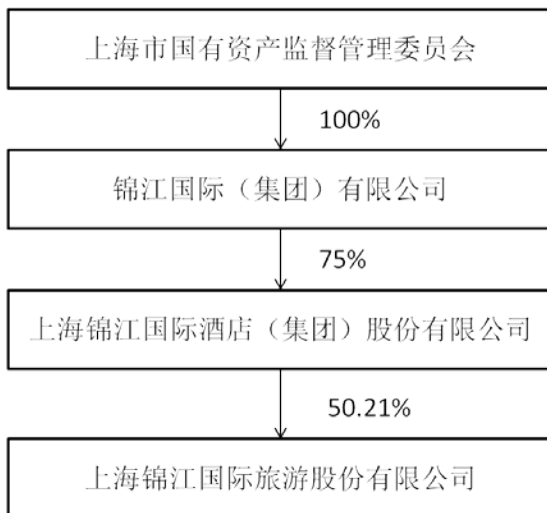 上海市国有资产监督管理委员会
100%
锦江国际（集团）有限公司
75%
上海锦江国际酒店（集团）股份有限公司
50.21%
上海锦江国际旅游股份有限公司